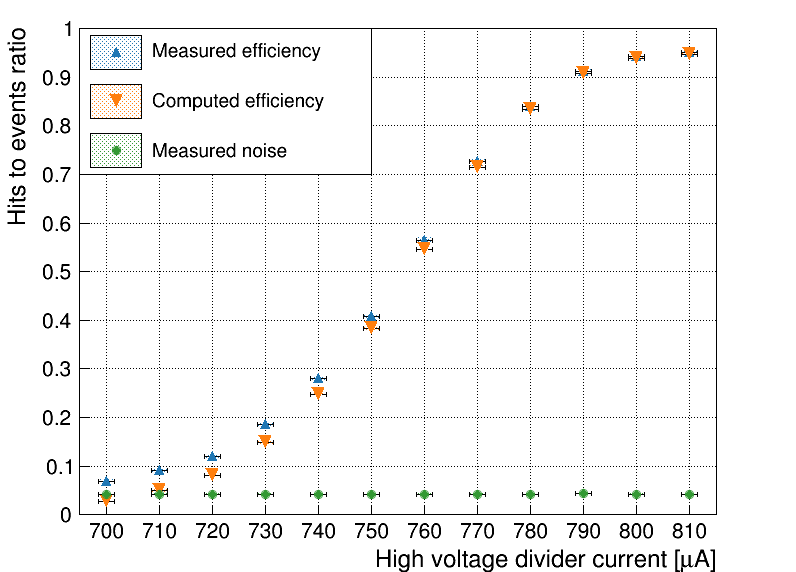 Hits to events ratio
1
0.9
0.8
0.7
0.6
0.5
0.4
0.3
0.2
0.1
0
Measured efficiency
Computed efficiency
Measured noise
700 710 720 730 740 750 760 770 780 790 800 810
High voltage divider current [μA]